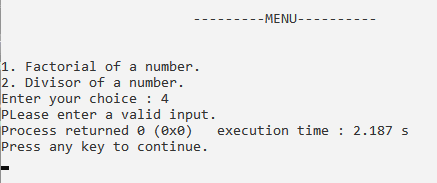 ---------MENU----------
1. Factorial of a number.
2. Divisor of a number.
Enter your choice : 4
PLease enter a valid input.
Process returned 0 (0x0)   execution time : 2.187 s
Press any key to continue.